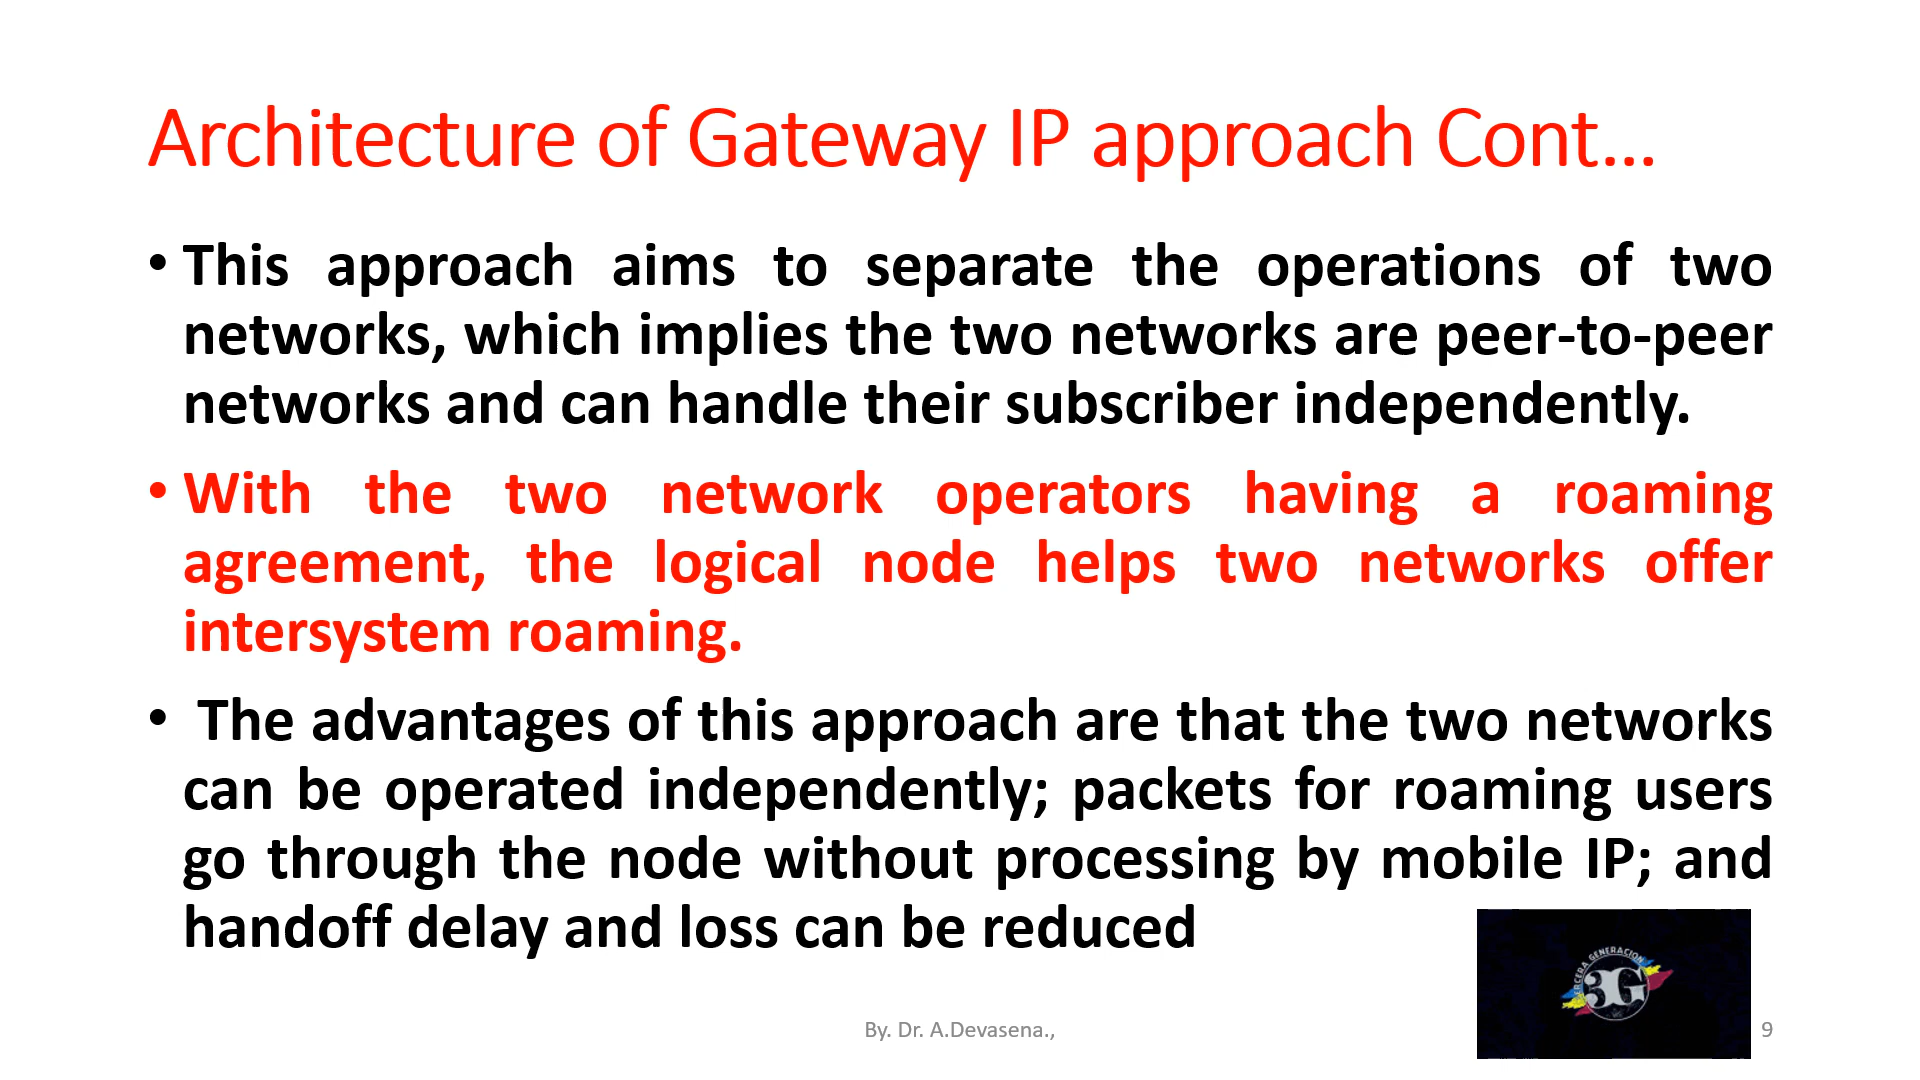 Architecture of Gateway IP approach Cont...
• This approach aims to separate the operations of two
networks, which implies the two networks are peer-to-peer
networks and can handle their subscriber independently.
• With the two network operators having a roaming
agreement, the logical node helps two networks offer
intersystem roaming.
• The advantages of this approach are that the two networks
can be operated independently; packets for roaming users
go through the node without processing by mobile IP; and
handoff delay and loss can be reduced
TERCERA GENERACION
3G
By. Dr. A.Devasena.,
9